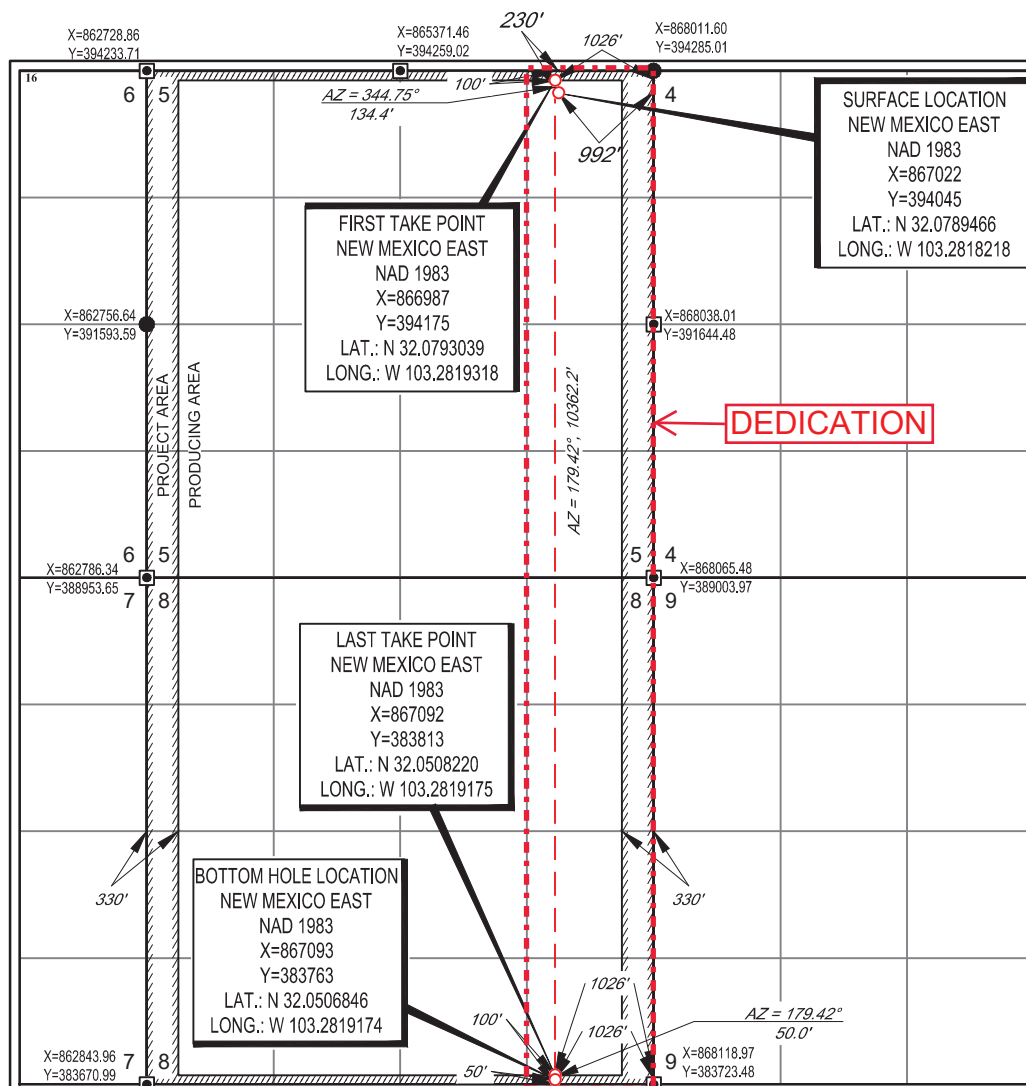 X=862728.86
Y=394233.71
X=865371.46
Y=394259.02
230'
1026'
X=868011.60
Y=394285.01
16
6 5
100'
AZ = 344.75°
134.4'
992'
4
SURFACE LOCATION
NEW MEXICO EAST
NAD 1983
X=867022
Y=394045
LAT.: N 32.0789466
LONG.: W 103.2818218
FIRST TAKE POINT
NEW MEXICO EAST
NAD 1983
X=866987
Y=394175
LAT.: N 32.0793039
LONG.: W 103.2819318
X=862756.64
Y=391593.59
X=868038.01
Y=391644.48
PROJECT AREA
PRODUCING AREA
AZ = 179.42°, 10362.2'
DEDICATION
6 5
5 4
X=862786.34
Y=388953.65
X=868065.48
Y=389003.97
7 8
8 9
LAST TAKE POINT
NEW MEXICO EAST
NAD 1983
X=867092
Y=383813
LAT.: N 32.0508220
LONG.: W 103.2819175
330'
330'
BOTTOM HOLE LOCATION
NEW MEXICO EAST
NAD 1983
X=867093
Y=383763
LAT.: N 32.0506846
LONG.: W 103.2819174
1026'
100'
1026'
AZ = 179.42°
50.0'
50'
X=862843.96
Y=383670.99
7 8
9
X=868118.97
Y=383723.48